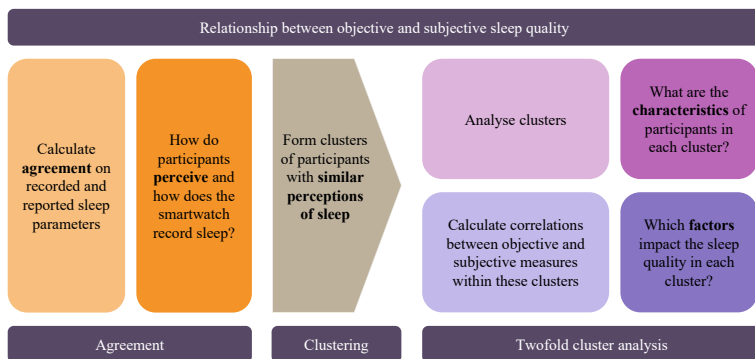 Relationship between objective and subjective sleep quality
Calculate
agreement on
recorded and
reported sleep
parameters
How do
participants
perceive and
how does the
smartwatch
record sleep?
Form clusters
of participants
with similar
perceptions
of sleep
Analyse clusters
What are the
characteristics of
participants in
each cluster?
Calculate correlations
between objective and
subjective measures
within these clusters
Which factors
impact the sleep
quality in each
cluster?
Agreement
Clustering
Twofold cluster analysis